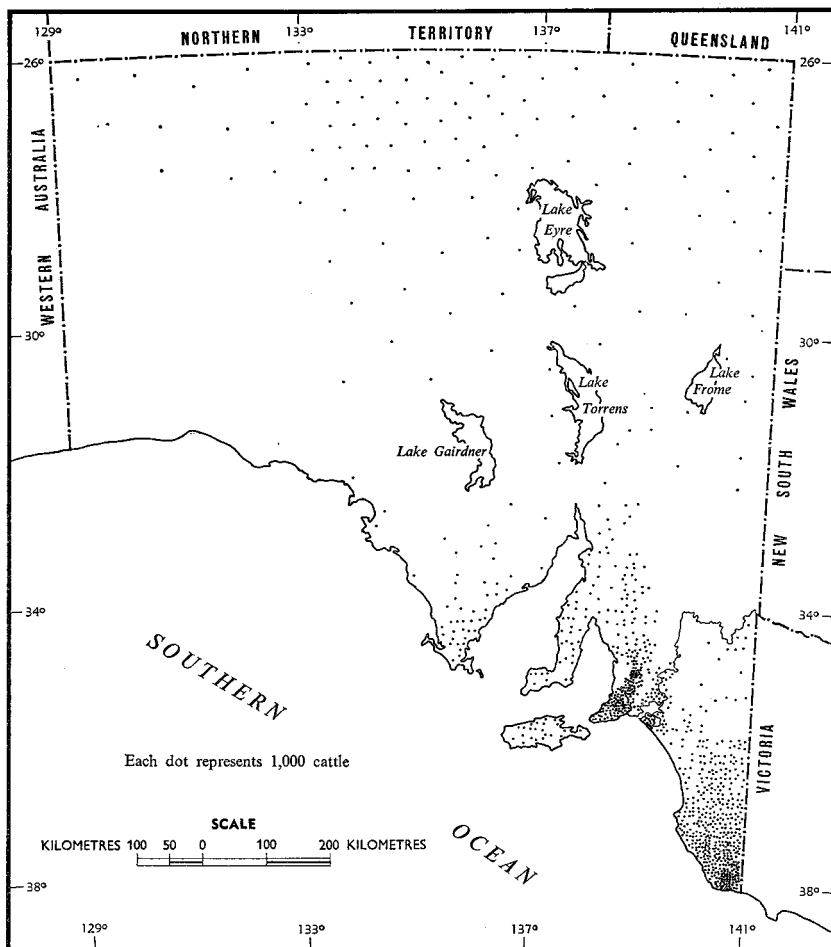 129° 133° 137° 141°
NORTHERN TERRITORY QUEENSLAND
26° 26°
WESTERN AUSTRALIA
Lake
Eyre
30° 30°
Lake
Torrens
Lake
Frome
Lake Gairdner
NEW SOUTH WALES
34° 34°
SOUTHERN
OCEAN
VICTORIA
Each dot represents 1,000 cattle
SCALE
KILOMETRES 100 50 0 100 200 KILOMETRES
38° 38°
129° 133° 137° 141°